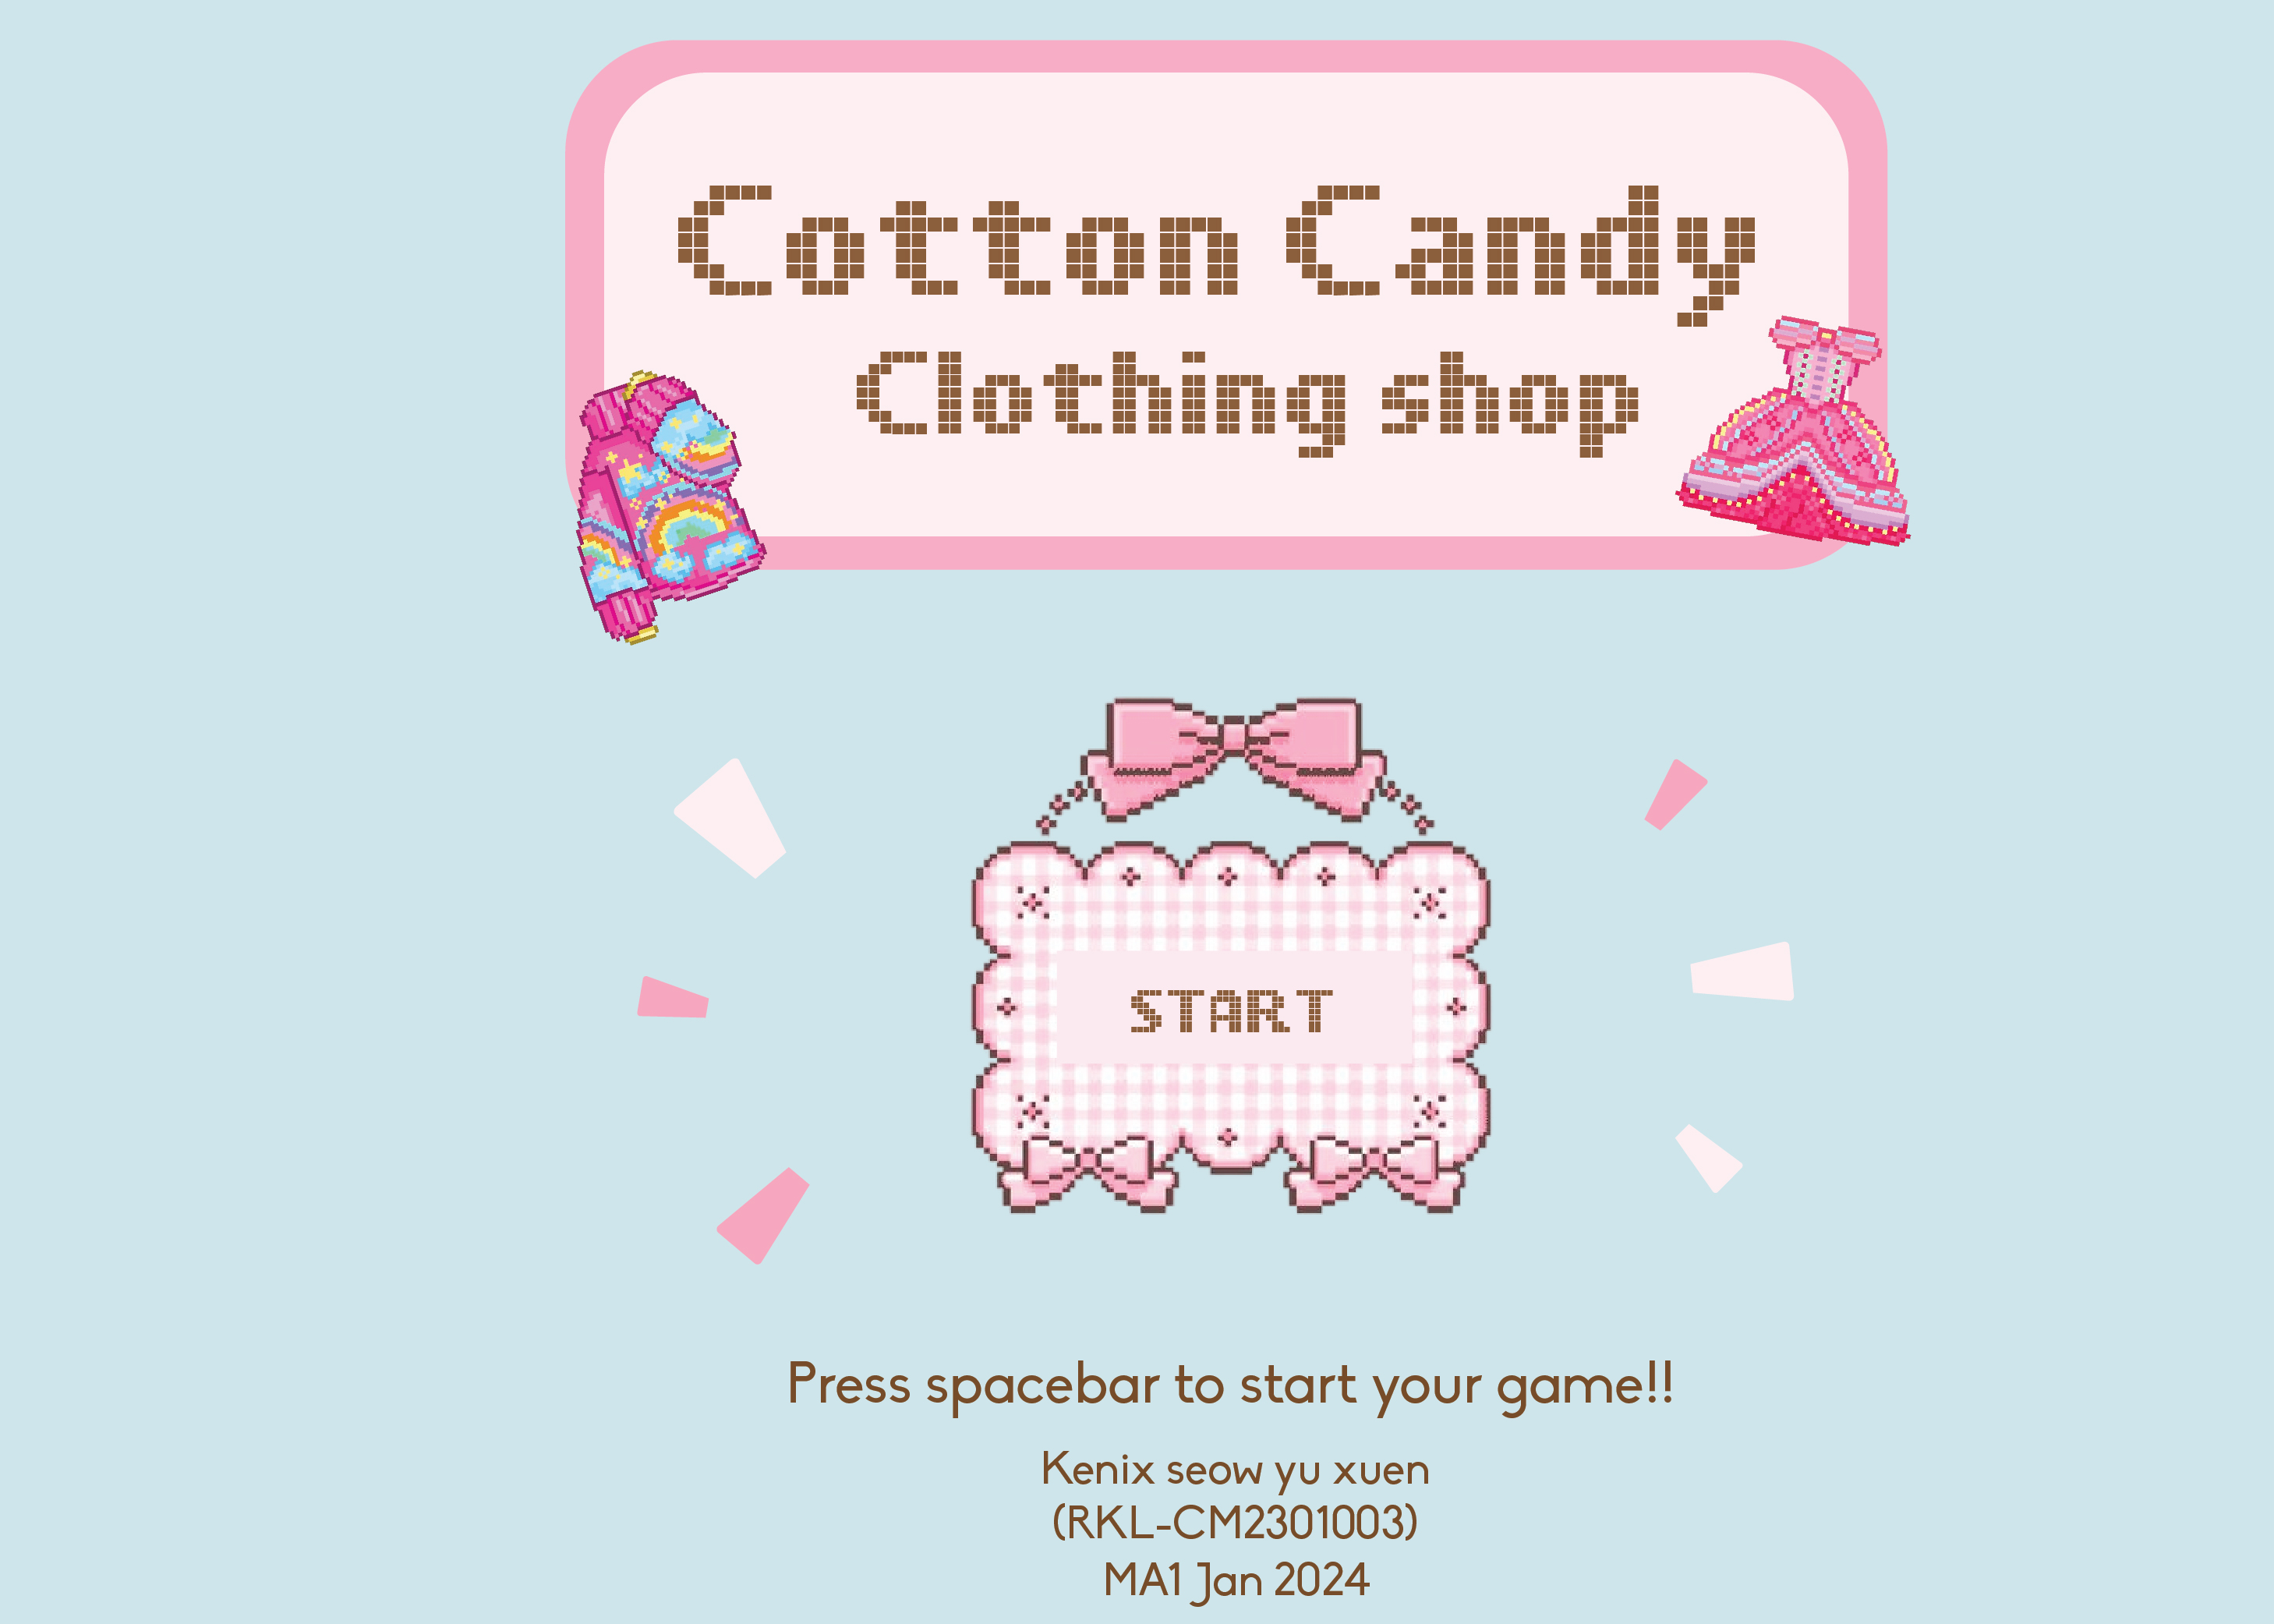 Cotton Candy
Clothing shop
START
Press spacebar to start your game!!
Kenix seow yu xuen
(RKL-CM2301003)
MA1 Jan 2024